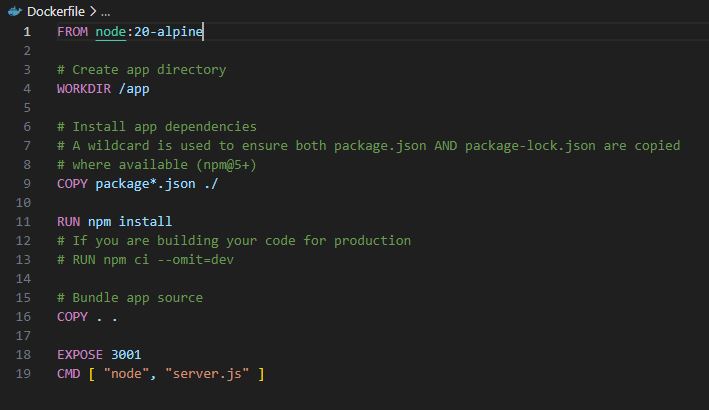 Dockerfile > ...
1 FROM node:20-alpine
2
3 # Create app directory
4 WORKDIR /app
5
6 # Install app dependencies
7 # A wildcard is used to ensure both package.json AND package-lock.json are copied
8 # where available (npm@5+)
9 COPY package*.json ./
10
11 RUN npm install
12 # If you are building your code for production
13 # RUN npm ci --omit=dev
14
15 # Bundle app source
16 COPY . .
17
18 EXPOSE 3001
19 CMD [ "node", "server.js" ]